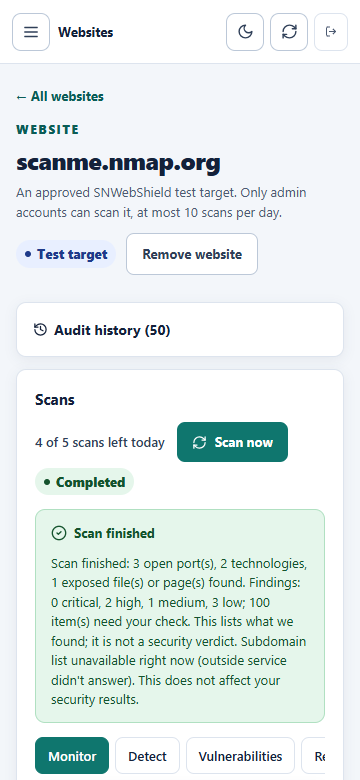 Websites
← All websites
WEBSITE
scanme.nmap.org
An approved SNWebShield test target. Only admin
accounts can scan it, at most 10 scans per day.
Test target
Remove website
Audit history (50)
Scans
4 of 5 scans left today
Scan now
Completed
Scan finished
Scan finished: 3 open port(s), 2 technologies,
1 exposed file(s) or page(s) found. Findings:
0 critical, 2 high, 1 medium, 3 low; 100
item(s) need your check. This lists what we
found; it is not a security verdict. Subdomain
list unavailable right now (outside service
didn't answer). This does not affect your
security results.
Monitor Detect Vulnerabilities